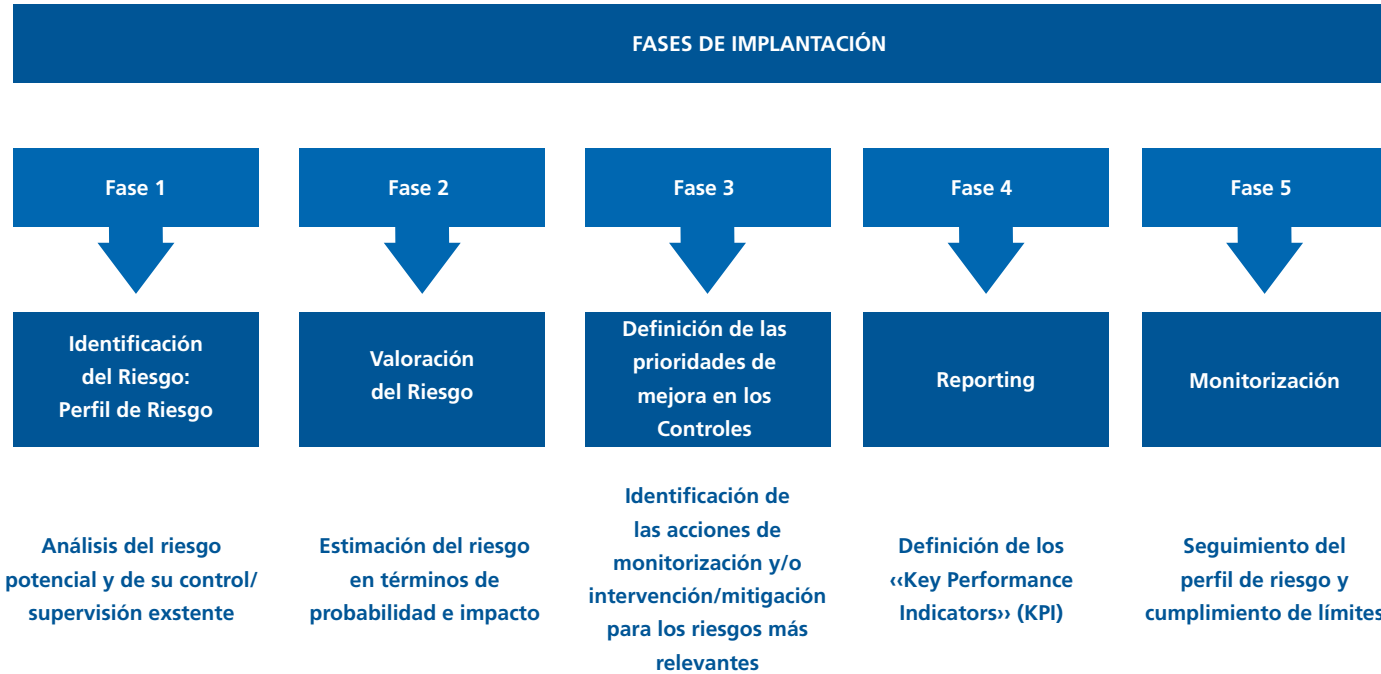 FASES DE IMPLANTACIÓN
Fase 1
Fase 2
Fase 3
Fase 4
Fase 5
Identificación
del Riesgo:
Perfil de Riesgo
Valoración
del Riesgo
Definición de las
prioridades de
mejora en los
Controles
Reporting
Monitorización
Análisis del riesgo
potencial y de su control/
supervisión exstente
Estimación del riesgo
en términos de
probabilidad e impacto
Identificación de
las acciones de
monitorización y/o
intervención/mitigación
para los riesgos más
relevantes
Definición de los
‹‹Key Performance
Indicators›› (KPI)
Seguimiento del
perfil de riesgo y
cumplimiento de límites